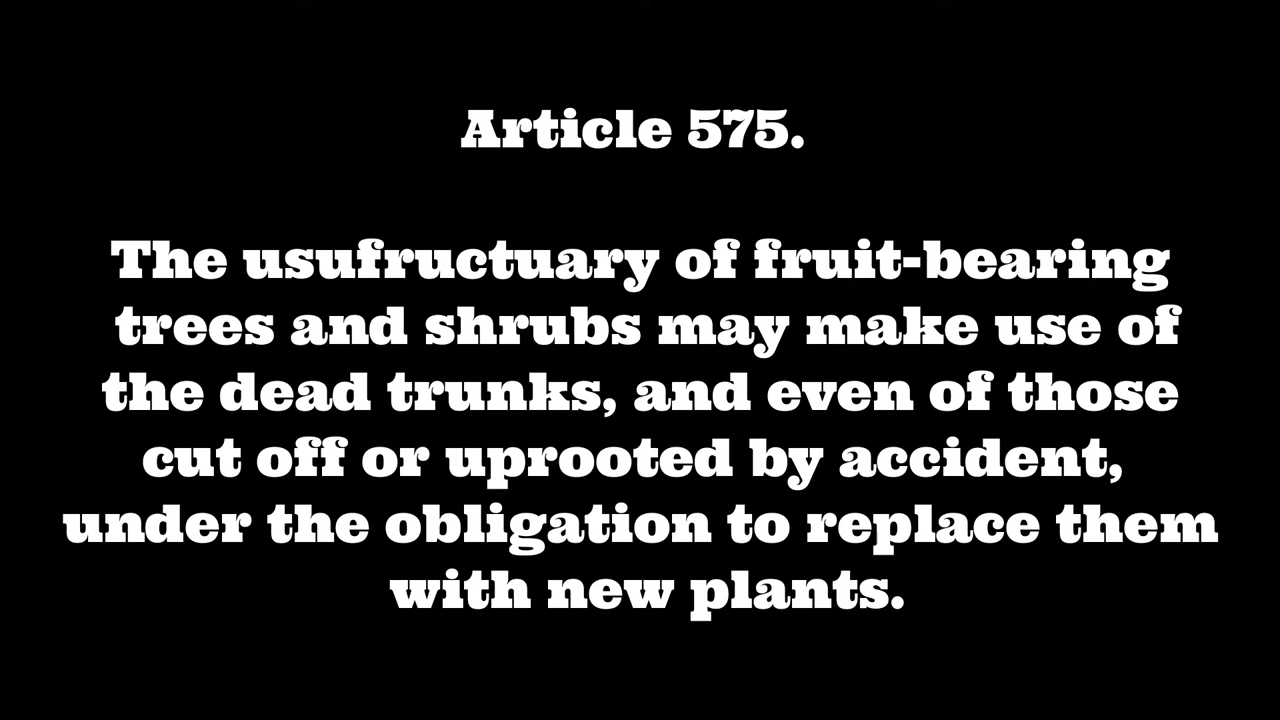 Article 575.
The usufructuary of fruit-bearing
trees and shrubs may make use of
the dead trunks, and even of those
cut off or uprooted by accident,
under the obligation to replace them
with new plants.